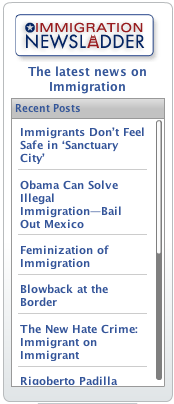 IMMIGRATION
NEWSLADDER
The latest news on
Immigration
Recent Posts
Immigrants Don't Feel
Safe in 'Sanctuary
City'
Obama Can Solve
Illegal
Immigration—Bail
Out Mexico
Feminization of
Immigration
Blowback at the
Border
The New Hate Crime:
Immigrant on
Immigrant
Rigoberto Padilla